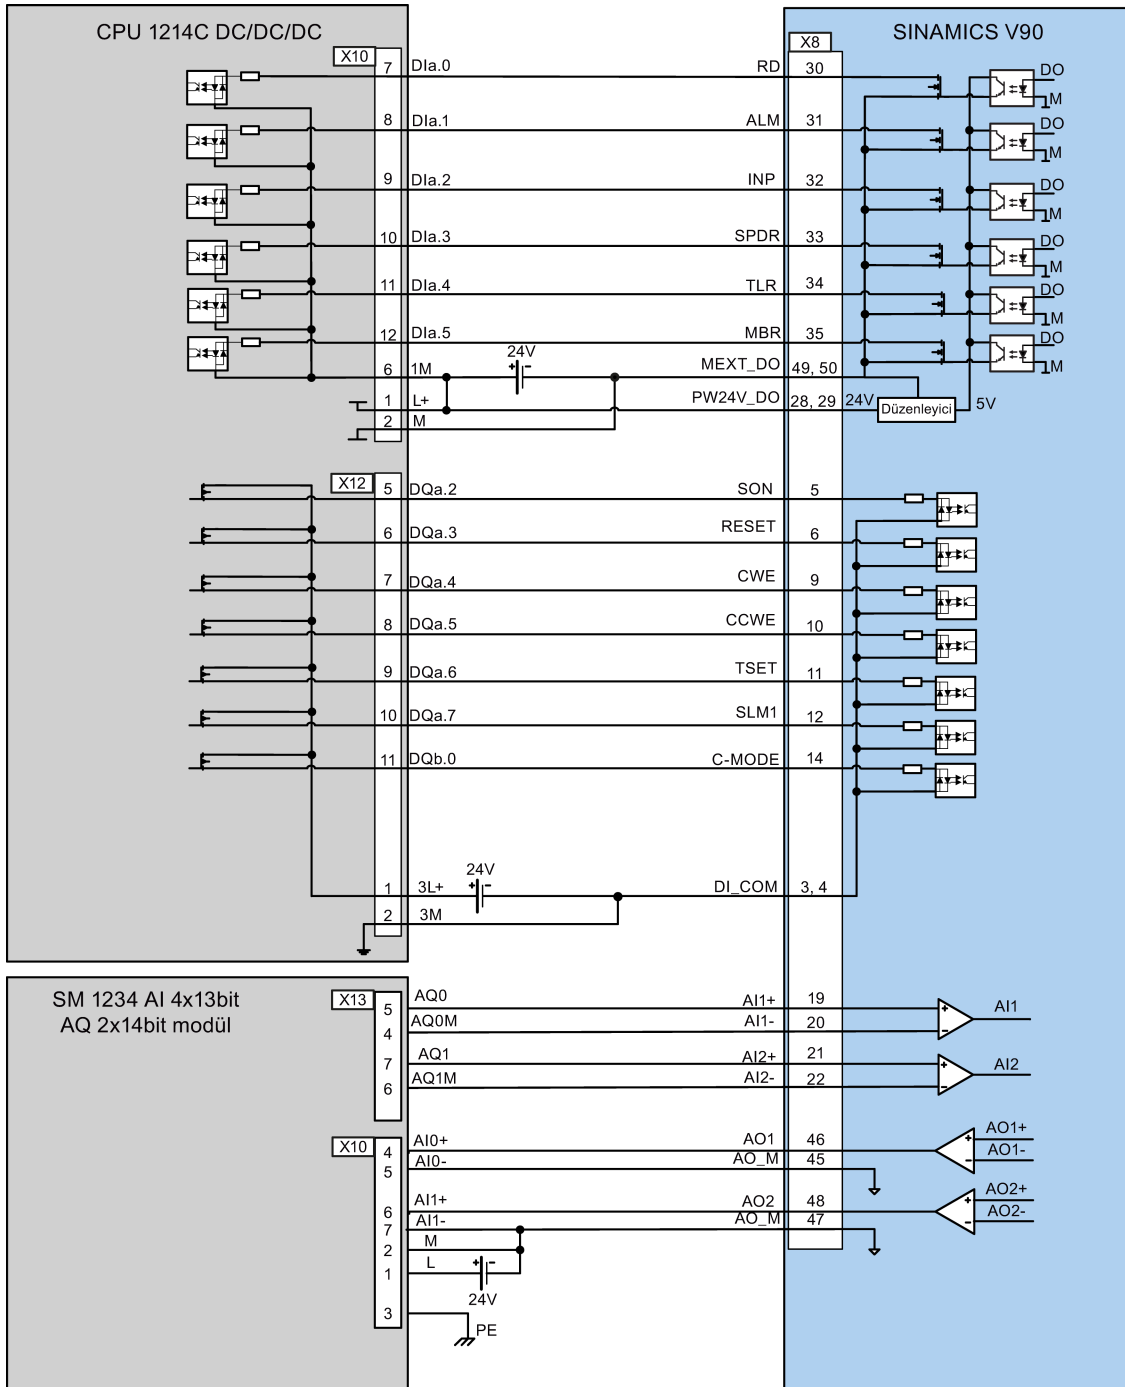 CPU 1214C DC/DC/DC
SINAMICS V90
X10
X8
7 DIa.0 RD 30 DO
M
8 DIa.1 ALM 31 DO
M
9 DIa.2 INP 32 DO
M
10 DIa.3 SPDR 33 DO
M
11 DIa.4 TLR 34 DO
M
12 DIa.5 MBR 35 DO
M
24V
+ -
6 1M MEXT_DO 49, 50
1 L+ PW24V_DO 28, 29 24V Düzenleyici 5V
2 M
X12
5 DQa.2 SON 5
6 DQa.3 RESET 6
7 DQa.4 CWE 9
8 DQa.5 CCWE 10
9 DQa.6 TSET 11
10 DQa.7 SLM1 12
11 DQb.0 C-MODE 14
24V
+ -
1 3L+ DI_COM 3, 4
2 3M
SM 1234 AI 4x13bit
AQ 2x14bit modül
X13
5 AQ0 AI1+ 19 + AI1
4 AQ0M AI1- 20 -
7 AQ1 AI2+ 21 + AI2
6 AQ1M AI2- 22 -
X10
4 AI0+ AO1 46 + AO1+
5 AI0- AO_M 45 - AO1-
6 AI1+ AO2 48 + AO2+
7 AI1- AO_M 47 - AO2-
2 M
1 L + -
24V
3 PE